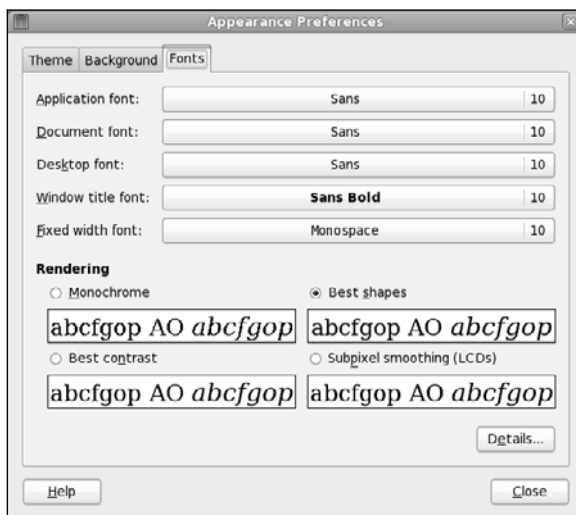 Appearance Preferences
Theme Background Fonts
Application font: Sans 10
Document font: Sans 10
Desktop font: Sans 10
Window title font: Sans Bold 10
Fixed width font: Monospace 10
Rendering
Monochrome Best shapes
abcfgop AO abcfgop abcfgop AO abcfgop
Best contrast Subpixel smoothing (LCDs)
abcfgop AO abcfgop abcfgop AO abcfgop
Details...
Help Close